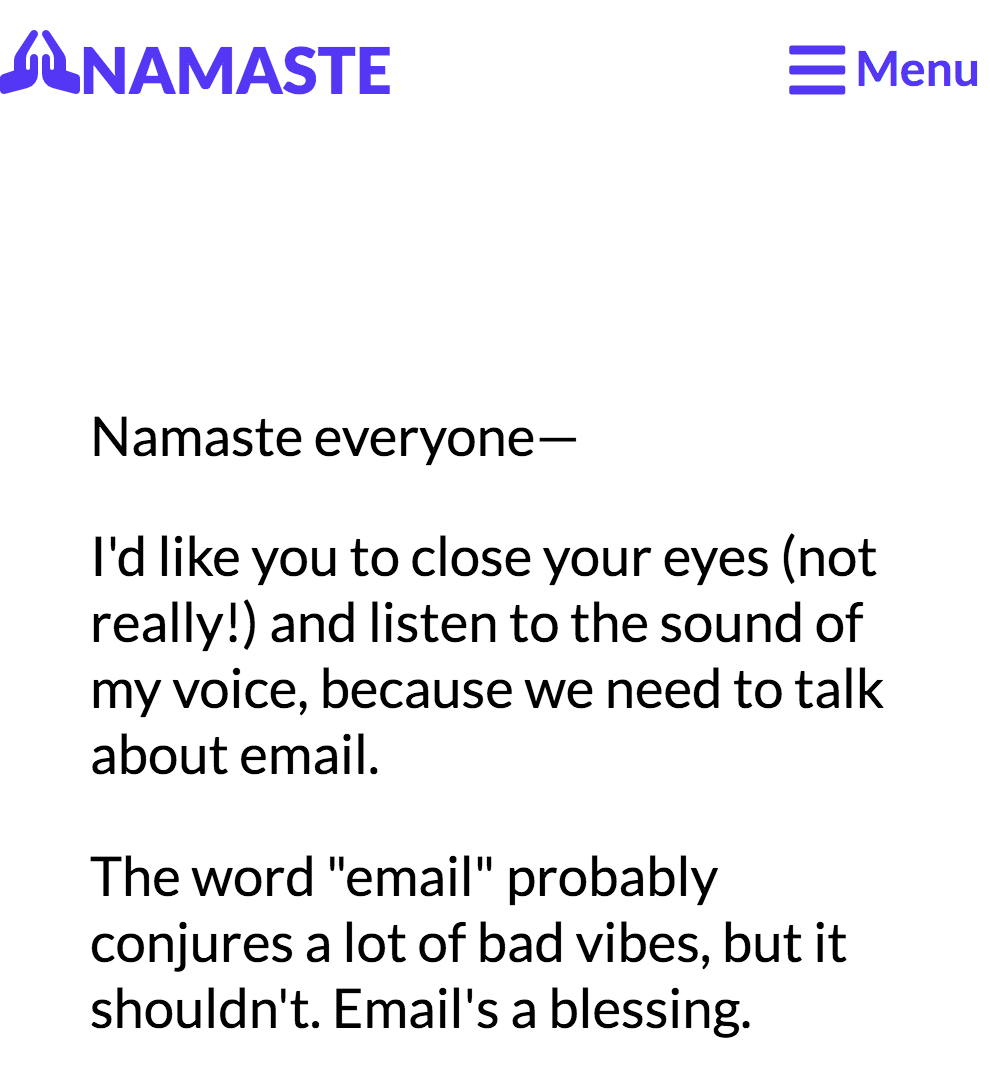 NAMASTE
Menu
Namaste everyone—
I'd like you to close your eyes (not
really!) and listen to the sound of
my voice, because we need to talk
about email.
The word "email" probably
conjures a lot of bad vibes, but it
shouldn't. Email's a blessing.